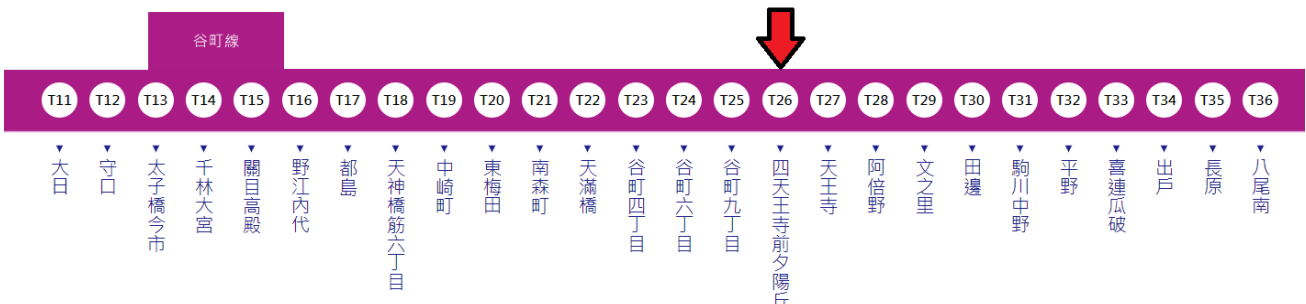 谷町線
T11
T12
T13
T14
T15
T16
T17
T18
T19
T20
T21
T22
T23
T24
T25
T26
T27
T28
T29
T30
T31
T32
T33
T34
T35
T36
大日
守口
太子橋今市
千林大宮
關目高殿
野江內代
都島
天神橋筋六丁目
中崎町
東梅田
南森町
天滿橋
谷町四丁目
谷町六丁目
谷町九丁目
四天王寺前夕陽丘
天王寺
阿倍野
文之里
田邊
駒川中野
平野
喜連瓜破
出戶
長原
八尾南